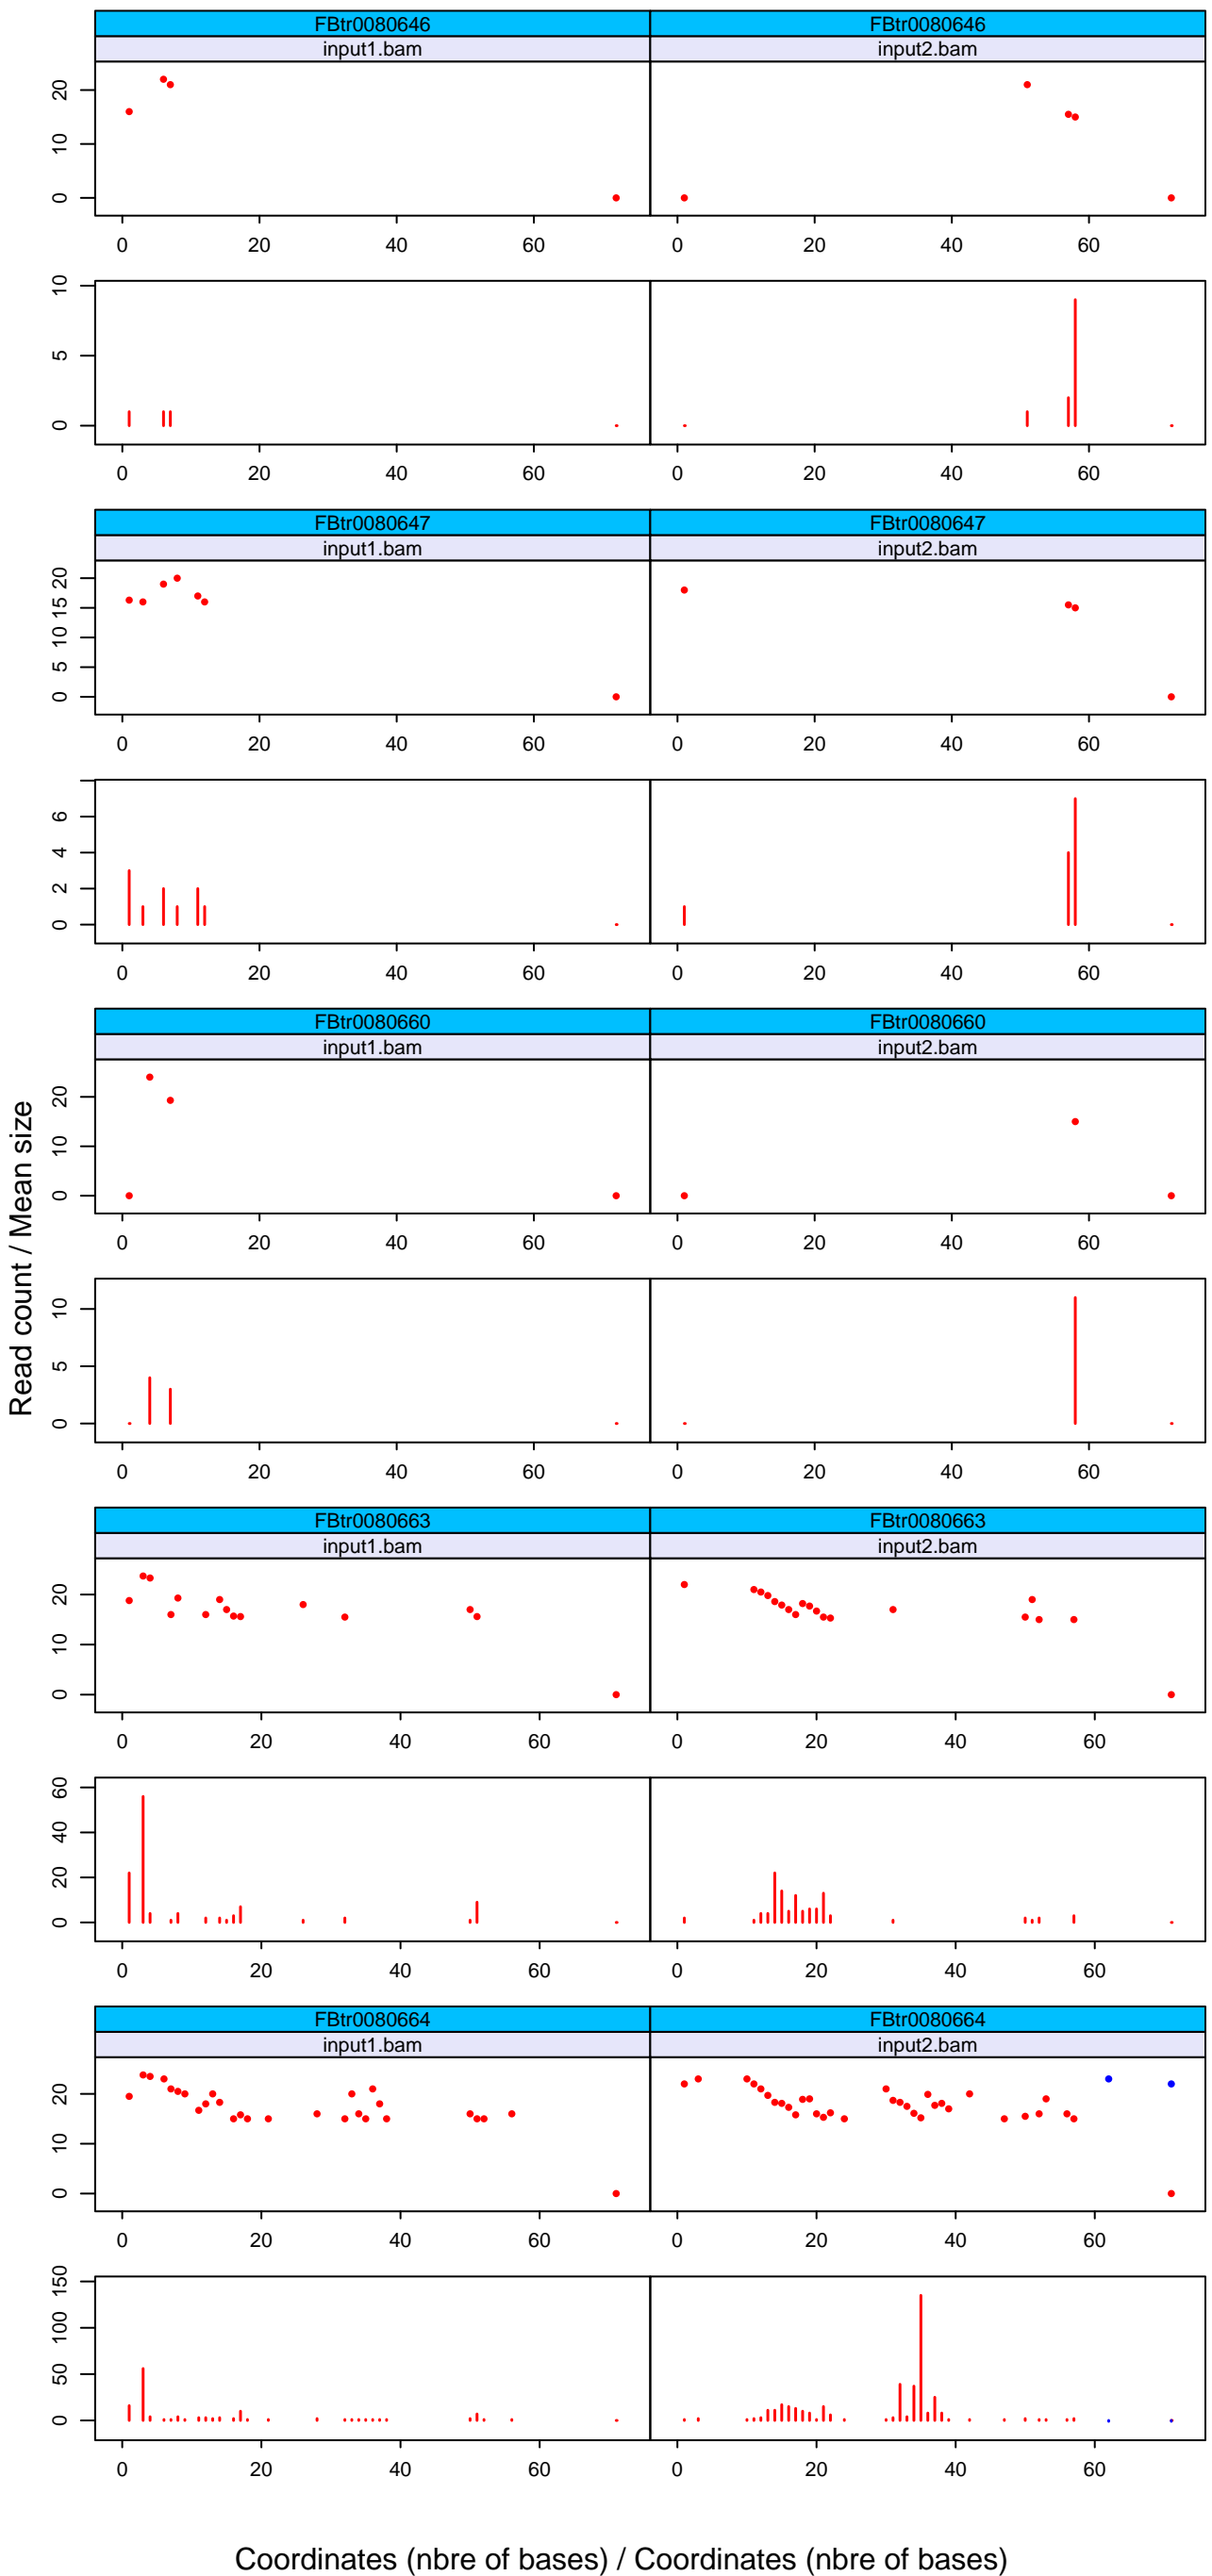 FBtr0080646 FBtr0080646
input1.bam input2.bam
20
10
0
0 20 40 60 0 20 40 60
10
5
0
0 20 40 60 0 20 40 60
FBtr0080647 FBtr0080647
input1.bam input2.bam
20
15
10
5
0
0 20 40 60 0 20 40 60
6
4
2
0
0 20 40 60 0 20 40 60
FBtr0080660 FBtr0080660
input1.bam input2.bam
20
10
0
0 20 40 60 0 20 40 60
Read count / Mean size
10
5
0
0 20 40 60 0 20 40 60
FBtr0080663 FBtr0080663
input1.bam input2.bam
20
10
0
0 20 40 60 0 20 40 60
60
40
20
0
0 20 40 60 0 20 40 60
FBtr0080664 FBtr0080664
input1.bam input2.bam
20
10
0
0 20 40 60 0 20 40 60
150
100
50
0
0 20 40 60 0 20 40 60
Coordinates (nbre of bases) / Coordinates (nbre of bases)